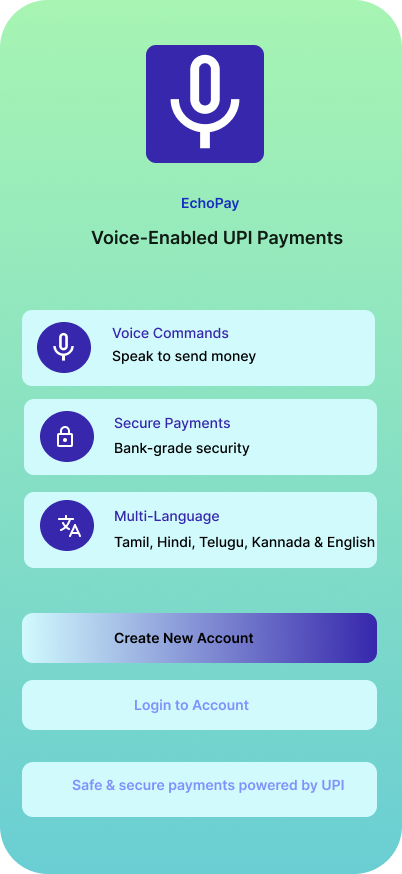 EchoPay
Voice-Enabled UPI Payments
Voice Commands
Speak to send money
Secure Payments
Bank-grade security
Multi-Language
Tamil, Hindi, Telugu, Kannada & English
Create New Account
Login to Account
Safe & secure payments powered by UPI